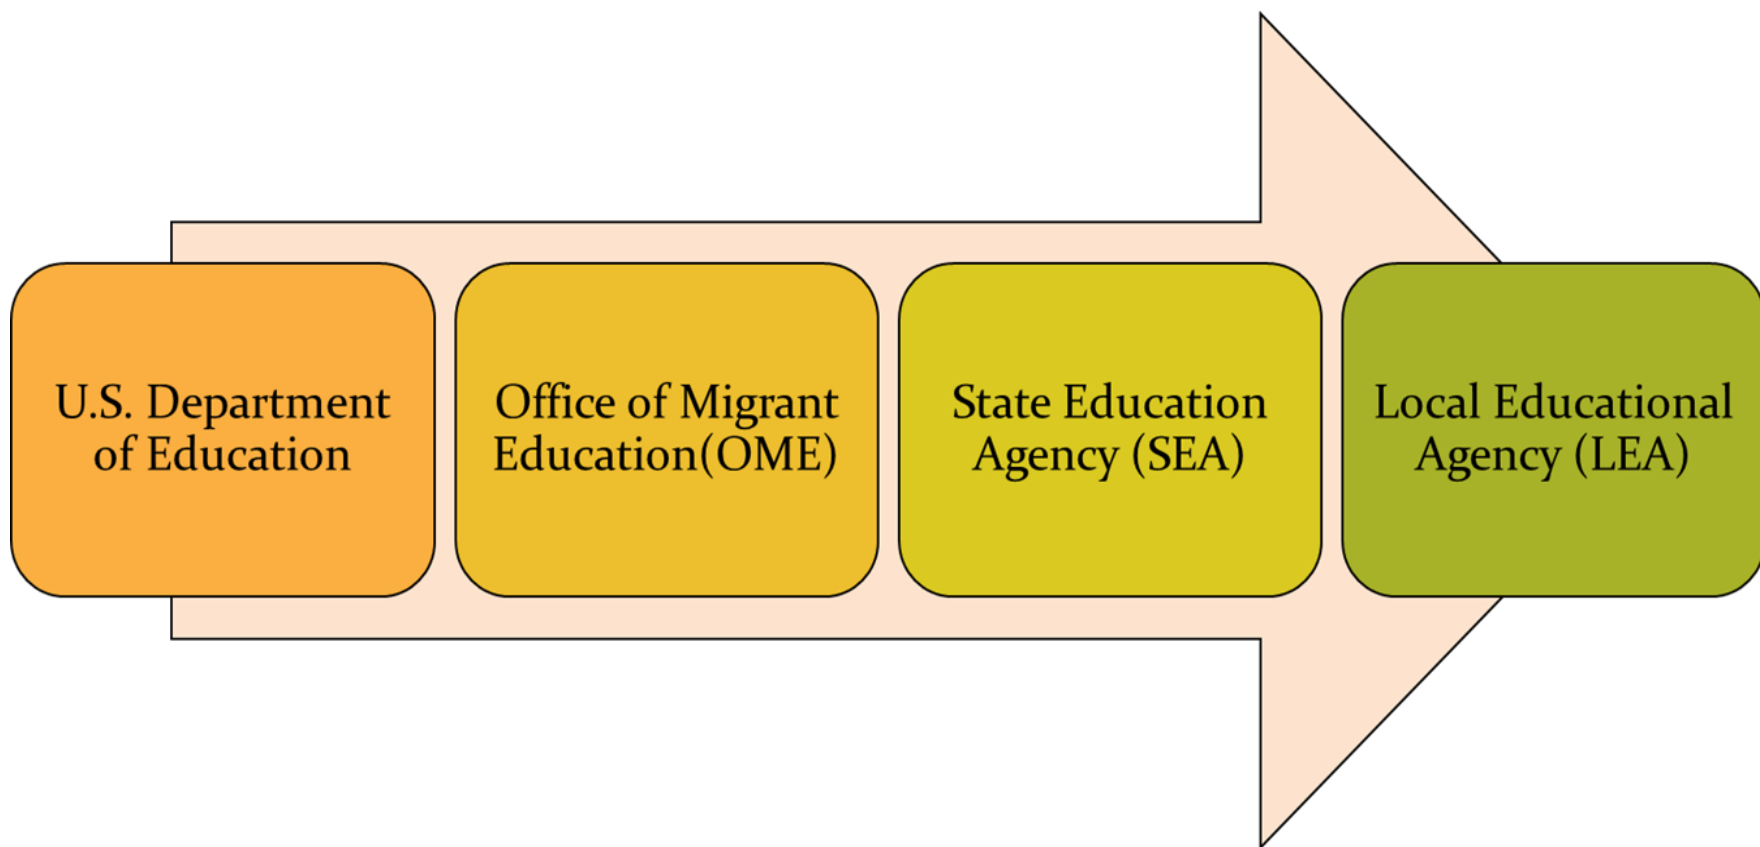 U.S. Department
of Education
Office of Migrant
Education(OME)
State Education
Agency (SEA)
Local Educational
Agency (LEA)